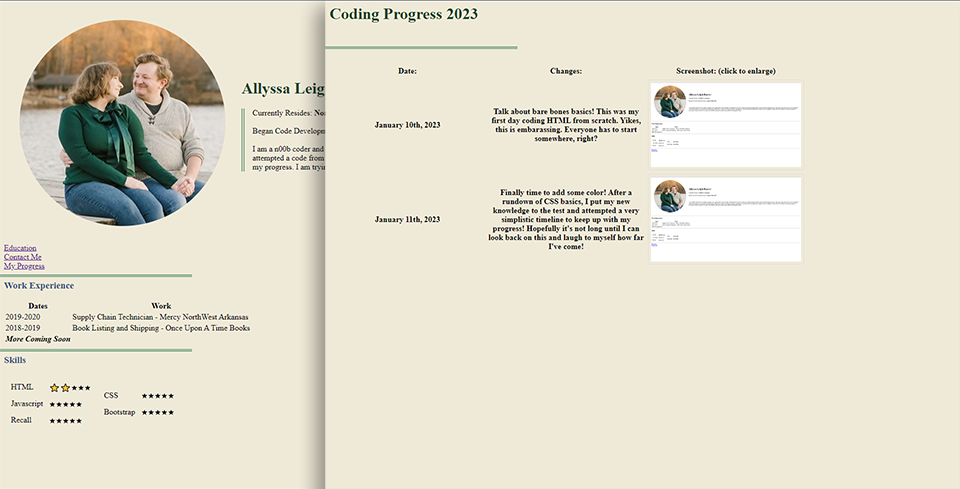 Allyssa Leig
Currently Resides: No
Began Code Developm
I am a n00b coder and
attempted a code from
my progress. I am tryin
Education
Contact Me
My Progress
Work Experience
Dates Work
2019-2020 Supply Chain Technician - Mercy NorthWest Arkansas
2018-2019 Book Listing and Shipping - Once Upon A Time Books
More Coming Soon
Skills
HTML
Javascript
Recall
CSS
Bootstrap
Coding Progress 2023
Date: Changes: Screenshot: (click to enlarge)
January 10th, 2023
Talk about bare bones basics! This was my
first day coding HTML from scratch. Yikes,
this is embarassing. Everyone has to start
somewhere, right?
January 11th, 2023
Finally time to add some color! After a
rundown of CSS basics, I put my new
knowledge to the test and attempted a very
simplistic timeline to keep up with my
progress! Hopefully it's not long until I can
look back on this and laugh to myself how far
I've come!